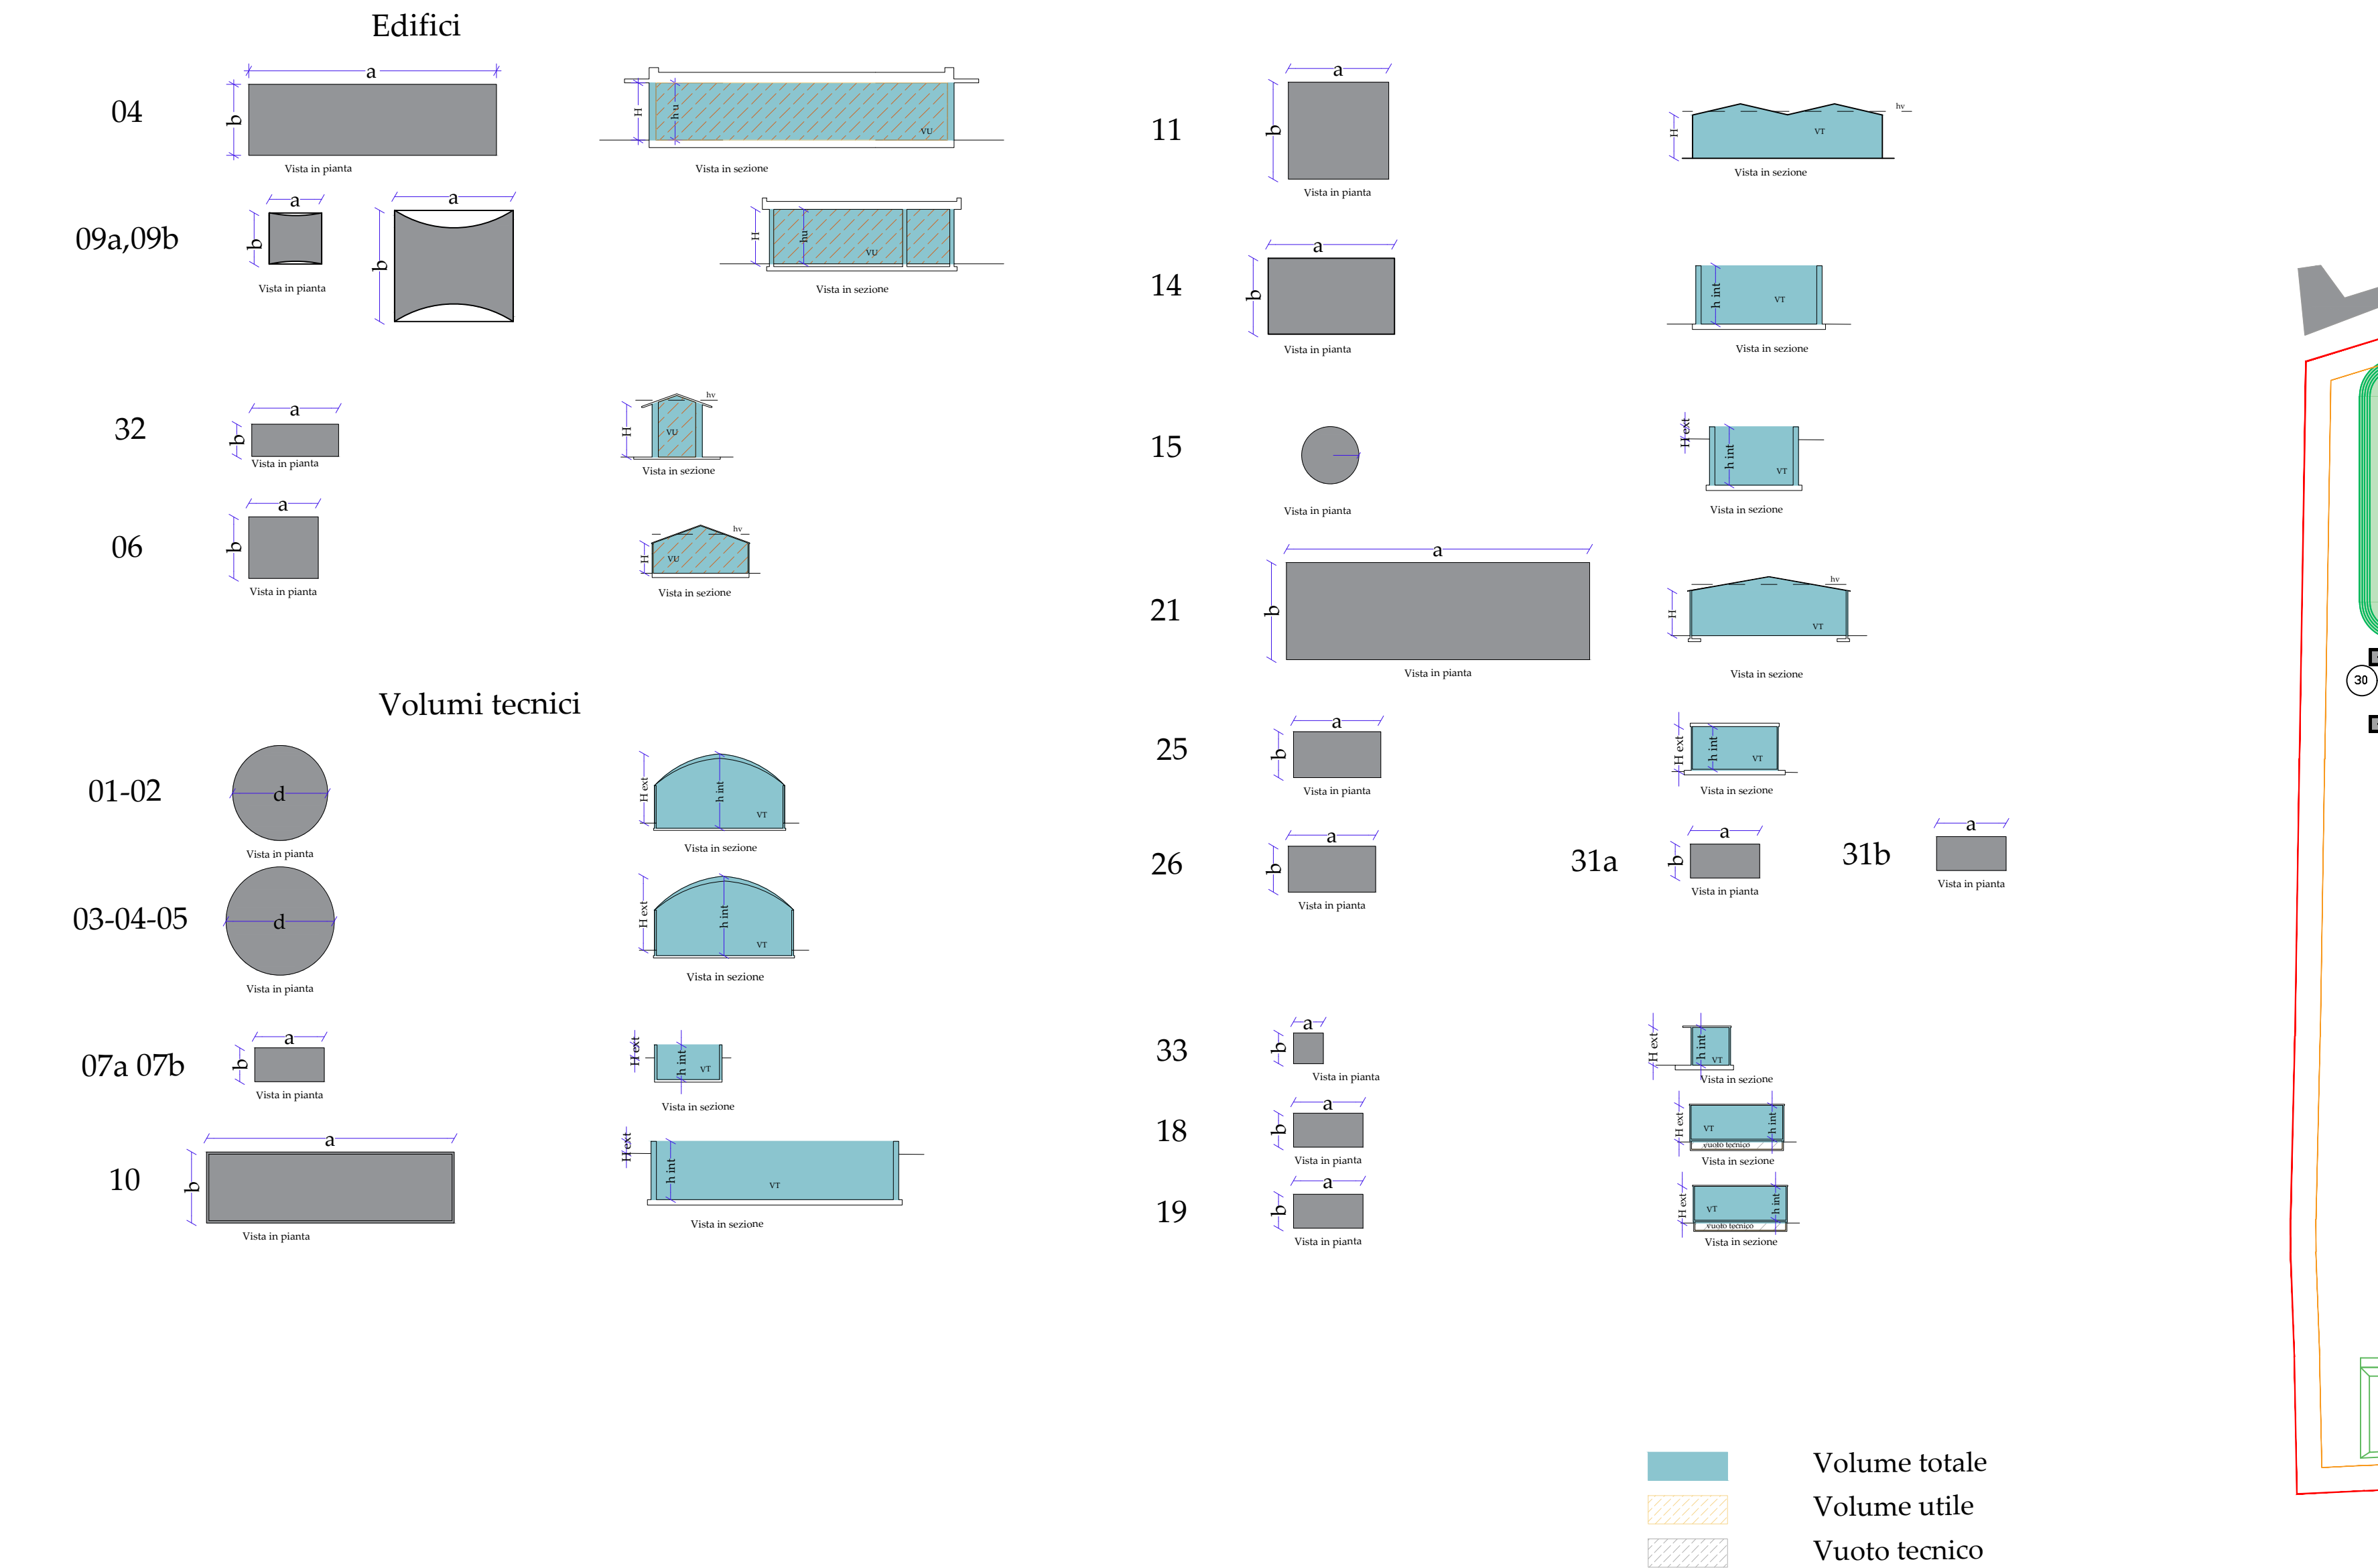 Edifici
04
a
b
Vista in pianta
H
h u
VU
Vista in sezione
09a,09b
a
b
Vista in pianta
a
b
H
hu
VU
Vista in sezione
32
a
b
Vista in pianta
H
hv
VU
Vista in sezione
06
a
b
Vista in pianta
H
hv
VU
Vista in sezione
Volumi tecnici
01-02
d
Vista in pianta
H ext
h int
VT
Vista in sezione
03-04-05
d
Vista in pianta
H ext
h int
VT
Vista in sezione
07a 07b
a
b
Vista in pianta
H ext
h int
VT
Vista in sezione
10
a
b
Vista in pianta
H ext
h int
VT
Vista in sezione
11
a
b
Vista in pianta
H
hv
VT
Vista in sezione
14
a
b
Vista in pianta
h int
VT
Vista in sezione
15
Vista in pianta
H ext
h int
VT
Vista in sezione
21
a
b
Vista in pianta
H
hv
VT
Vista in sezione
25
a
b
Vista in pianta
H ext
h int
VT
Vista in sezione
26
a
b
Vista in pianta
31a
a
b
Vista in pianta
31b
a
Vista in pianta
33
a
b
Vista in pianta
H ext
h int
VT
Vista in sezione
18
a
b
Vista in pianta
H ext
h int
VT
vuoto tecnico
Vista in sezione
19
a
b
Vista in pianta
H ext
h int
VT
vuoto tecnico
Vista in sezione
Volume totale
Volume utile
Vuoto tecnico
30